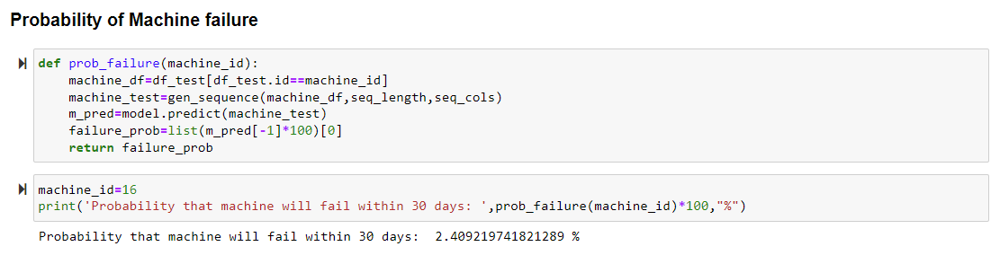 Probability of Machine failure
def prob_failure(machine_id):
    machine_df=df_test[df_test.id==machine_id]
    machine_test=gen_sequence(machine_df,seq_length,seq_cols)
    m_pred=model.predict(machine_test)
    failure_prob=list(m_pred[-1]*100)[0]
    return failure_prob
machine_id=16
print('Probability that machine will fail within 30 days: ',prob_failure(machine_id)*100,"%")
Probability that machine will fail within 30 days:  2.409219741821289 %